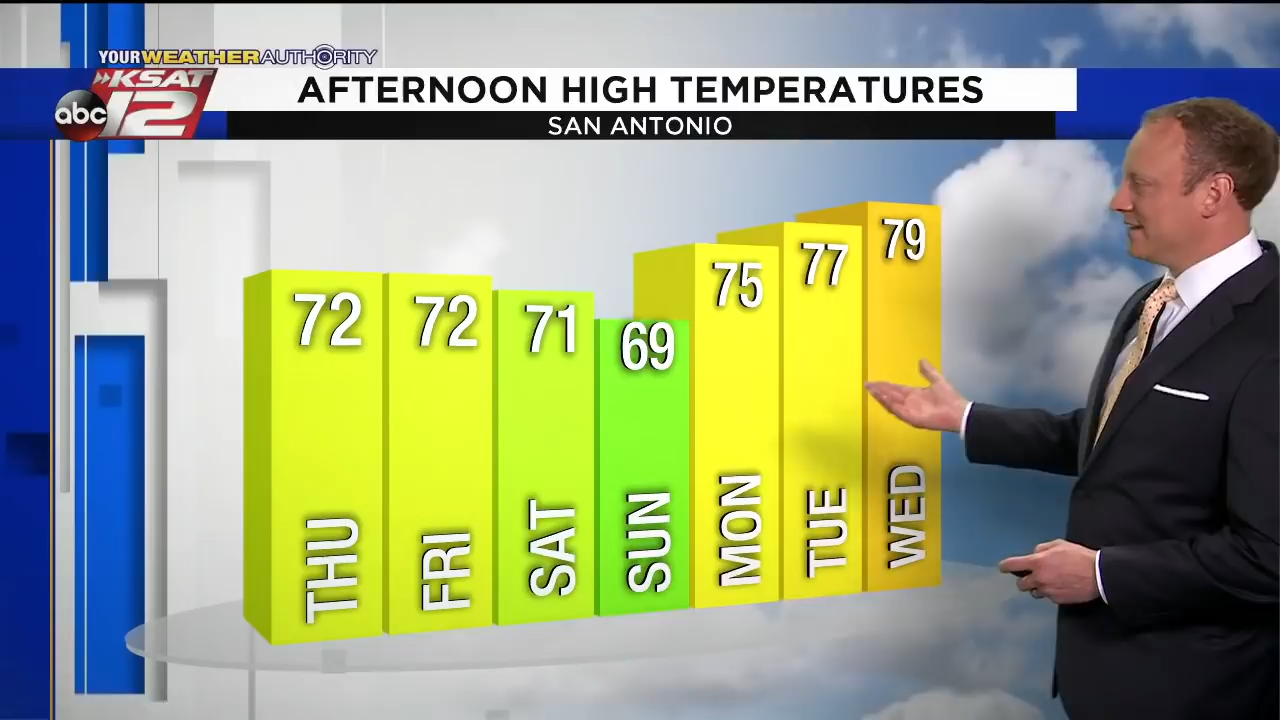 YOURWEATHERAUTHORITY
KSAT
abc 12
AFTERNOON HIGH TEMPERATURES
SAN ANTONIO
72 72 71 69 75 77 79
THU FRI SAT SUN MON TUE WED